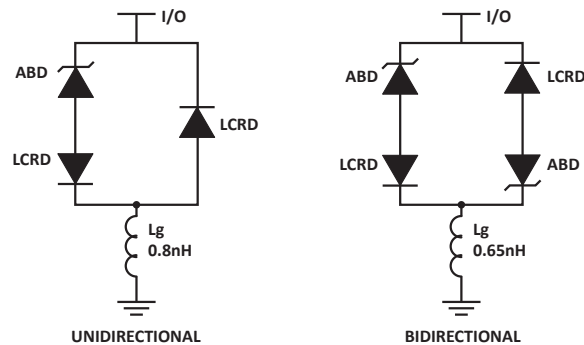 I/O
ABD
LCRD
LCRD
Lg
0.8nH
UNIDIRECTIONAL
I/O
ABD
LCRD
LCRD
ABD
Lg
0.65nH
BIDIRECTIONAL